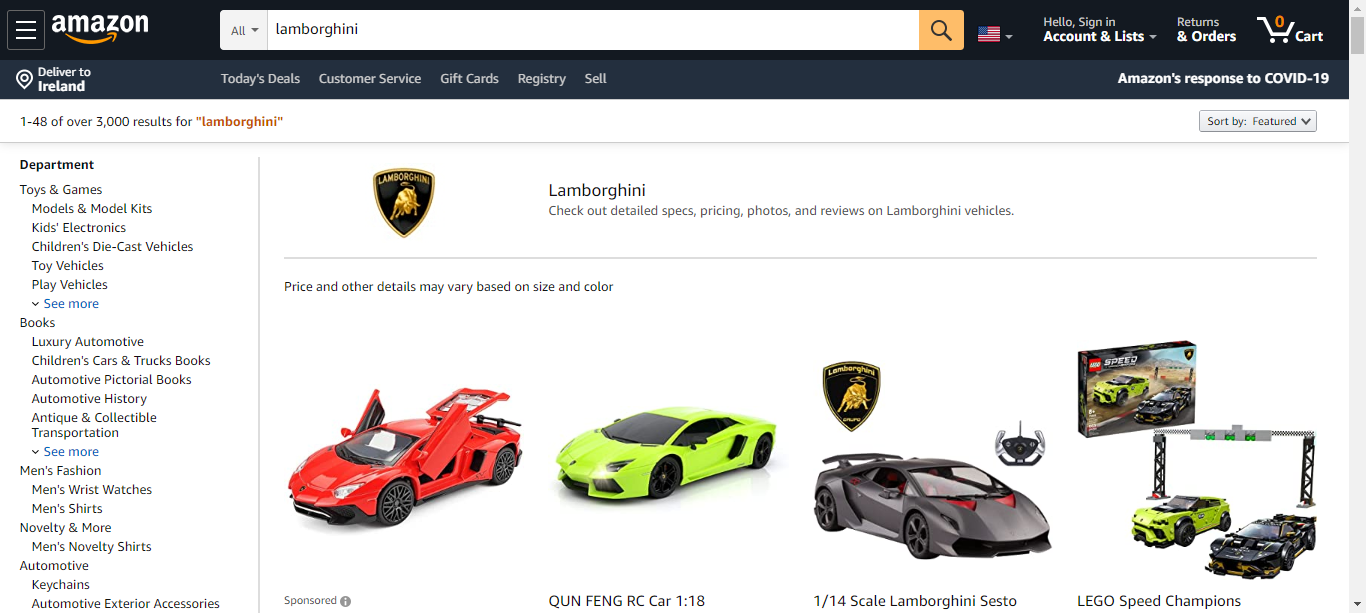 amazon
All
lamborghini
Hello, Sign in
Account & Lists
Returns
& Orders
0
Cart
Deliver to
Ireland
Today's Deals
Customer Service
Gift Cards
Registry
Sell
Amazon's response to COVID-19
1-48 of over 3,000 results for "lamborghini"
Sort by: Featured
Department
Toys & Games
Models & Model Kits
Kids' Electronics
Children's Die-Cast Vehicles
Toy Vehicles
Play Vehicles
See more
Books
Luxury Automotive
Children's Cars & Trucks Books
Automotive Pictorial Books
Automotive History
Antique & Collectible
Transportation
See more
Men's Fashion
Men's Wrist Watches
Men's Shirts
Novelty & More
Men's Novelty Shirts
Automotive
Keychains
Automotive Exterior Accessories
LAMBORGHINI
Lamborghini
Check out detailed specs, pricing, photos, and reviews on Lamborghini vehicles.
Price and other details may vary based on size and color
Lamborghini
LEGO
SPEED
Sponsored
QUN FENG RC Car 1:18
1/14 Scale Lamborghini Sesto
LEGO Speed Champions